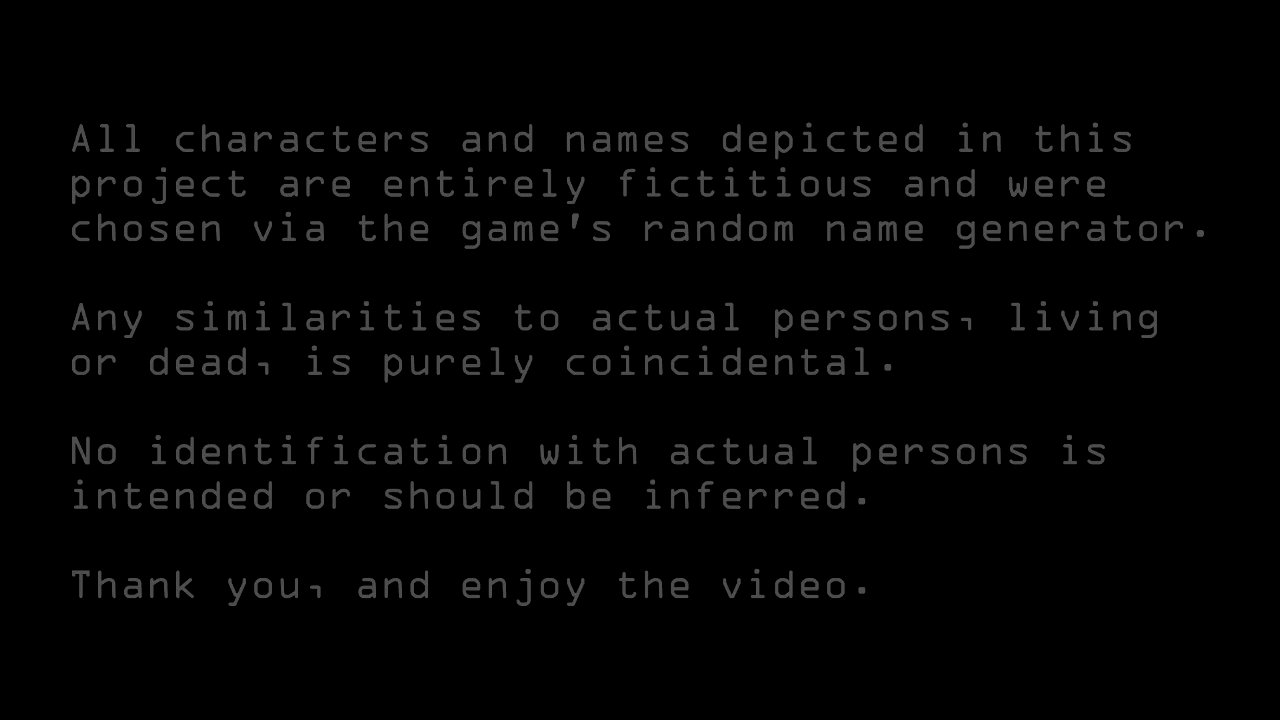 All characters and names depicted in this
project are entirely fictitious and were
chosen via the game's random name generator.
Any similarities to actual persons, living
or dead, is purely coincidental.
No identification with actual persons is
intended or should be inferred.
Thank you, and enjoy the video.